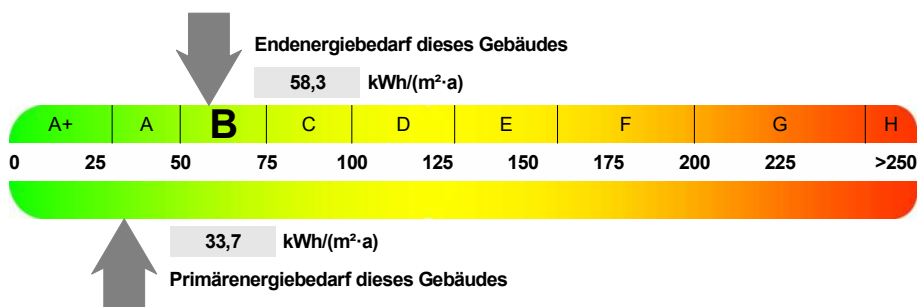 Endenergiebedarf dieses Gebäudes
58,3 kWh/(m²·a)
A+ A B C D E F G H
0 25 50 75 100 125 150 175 200 225 >250
33,7 kWh/(m²·a)
Primärenergiebedarf dieses Gebäudes